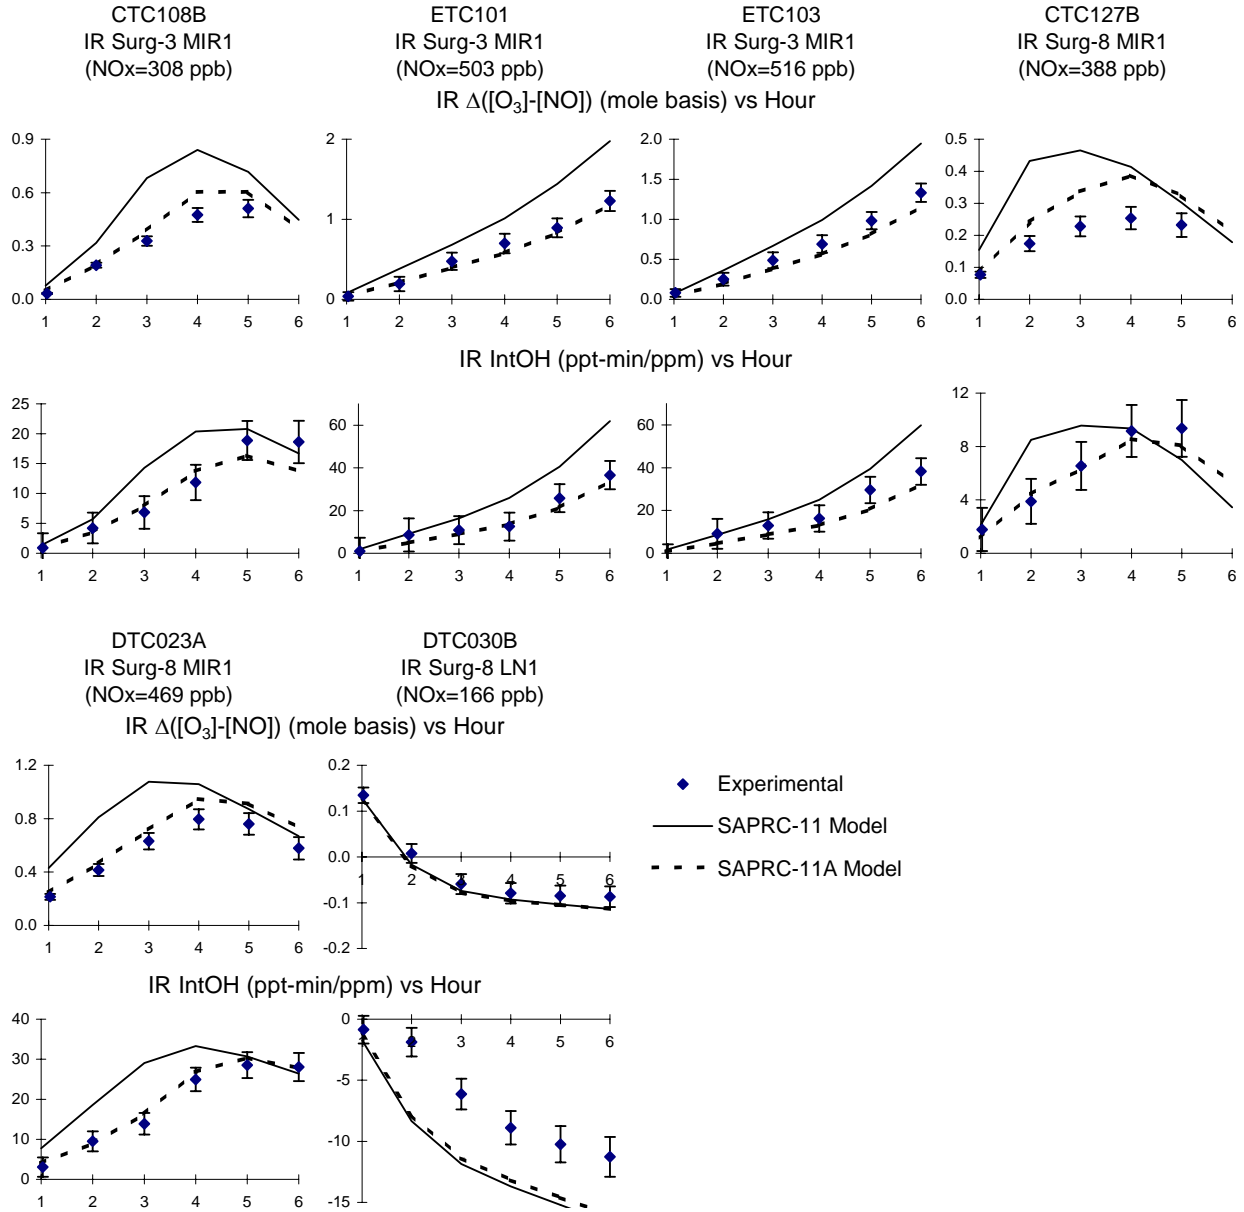 CTC108B
IR Surg-3 MIR1
(NOx=308 ppb)
ETC101
IR Surg-3 MIR1
(NOx=503 ppb)
ETC103
IR Surg-3 MIR1
(NOx=516 ppb)
CTC127B
IR Surg-8 MIR1
(NOx=388 ppb)
IR Δ([O₃]-[NO]) (mole basis) vs Hour
0.9
0.6
0.3
0.0
1 2 3 4 5 6
2
1
0
1 2 3 4 5 6
2.0
1.5
1.0
0.5
0.0
1 2 3 4 5 6
0.5
0.4
0.3
0.2
0.1
0.0
1 2 3 4 5 6
IR IntOH (ppt-min/ppm) vs Hour
25
20
15
10
5
0
1 2 3 4 5 6
60
40
20
0
1 2 3 4 5 6
60
40
20
0
1 2 3 4 5 6
12
8
4
0
1 2 3 4 5 6
DTC023A
IR Surg-8 MIR1
(NOx=469 ppb)
DTC030B
IR Surg-8 LN1
(NOx=166 ppb)
IR Δ([O₃]-[NO]) (mole basis) vs Hour
1.2
0.8
0.4
0.0
1 2 3 4 5 6
0.2
0.1
0.0
-0.1
-0.2
1 2 3 4 5 6
Experimental
SAPRC-11 Model
SAPRC-11A Model
IR IntOH (ppt-min/ppm) vs Hour
40
30
20
10
0
1 2 3 4 5 6
0
-5
-10
-15
2 3 4 5 6